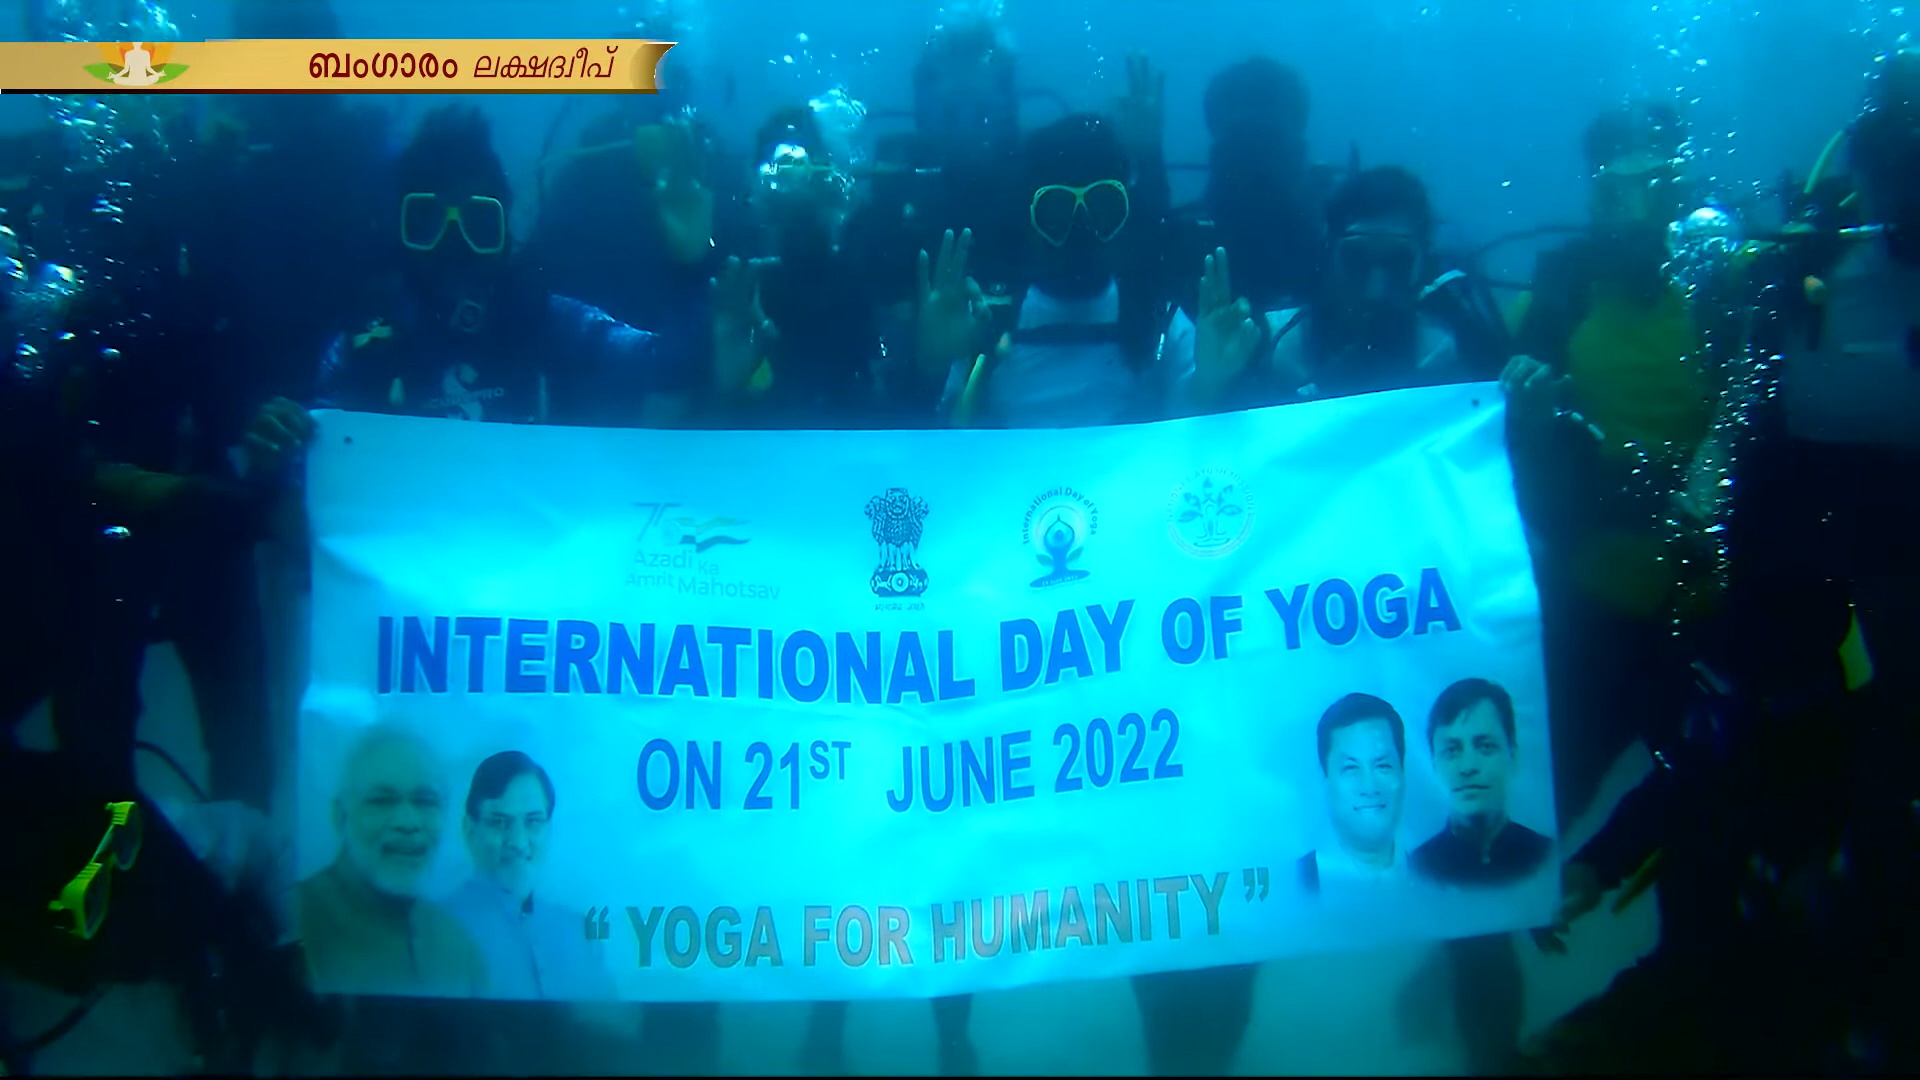 ബംഗാരം ലക്ഷദ്വീപ്
75
Azadi Ka
Amrit Mahotsav
International Day of Yoga
INTERNATIONAL DAY OF YOGA
ON 21ST JUNE 2022
“ YOGA FOR HUMANITY ”